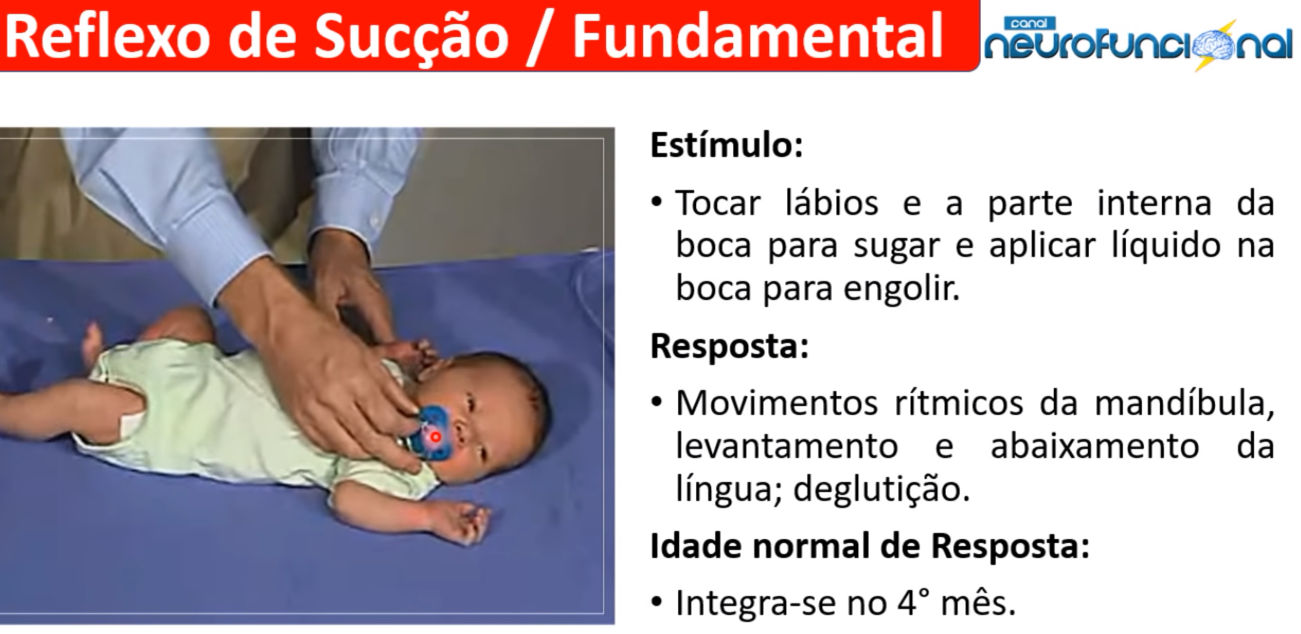 Reflexo de Sucção / Fundamental
canal
neuroFuncional
Estímulo:
• Tocar lábios e a parte interna da
boca para sugar e aplicar líquido na
boca para engolir.
Resposta:
• Movimentos rítmicos da mandíbula,
levantamento e abaixamento da
língua; deglutição.
Idade normal de Resposta:
• Integra-se no 4° mês.